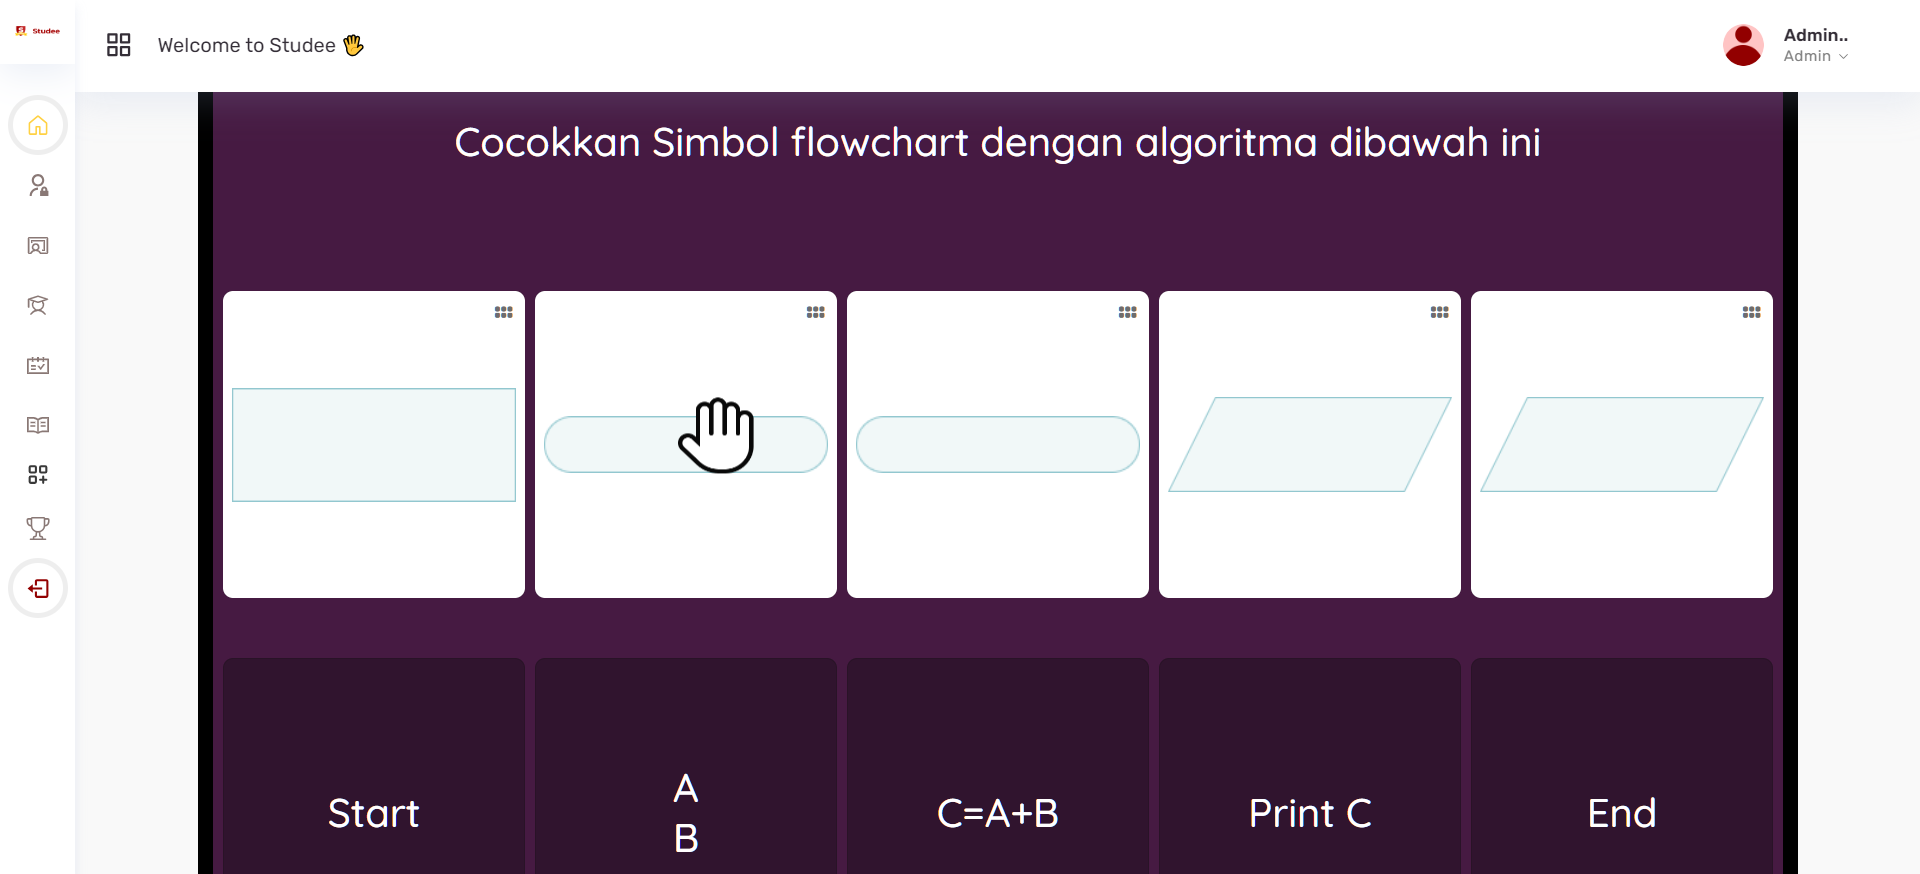 Studee
Welcome to Studee
Admin..
Admin
Cocokkan Simbol flowchart dengan algoritma dibawah ini
Start
A
B
C=A+B
Print C
End